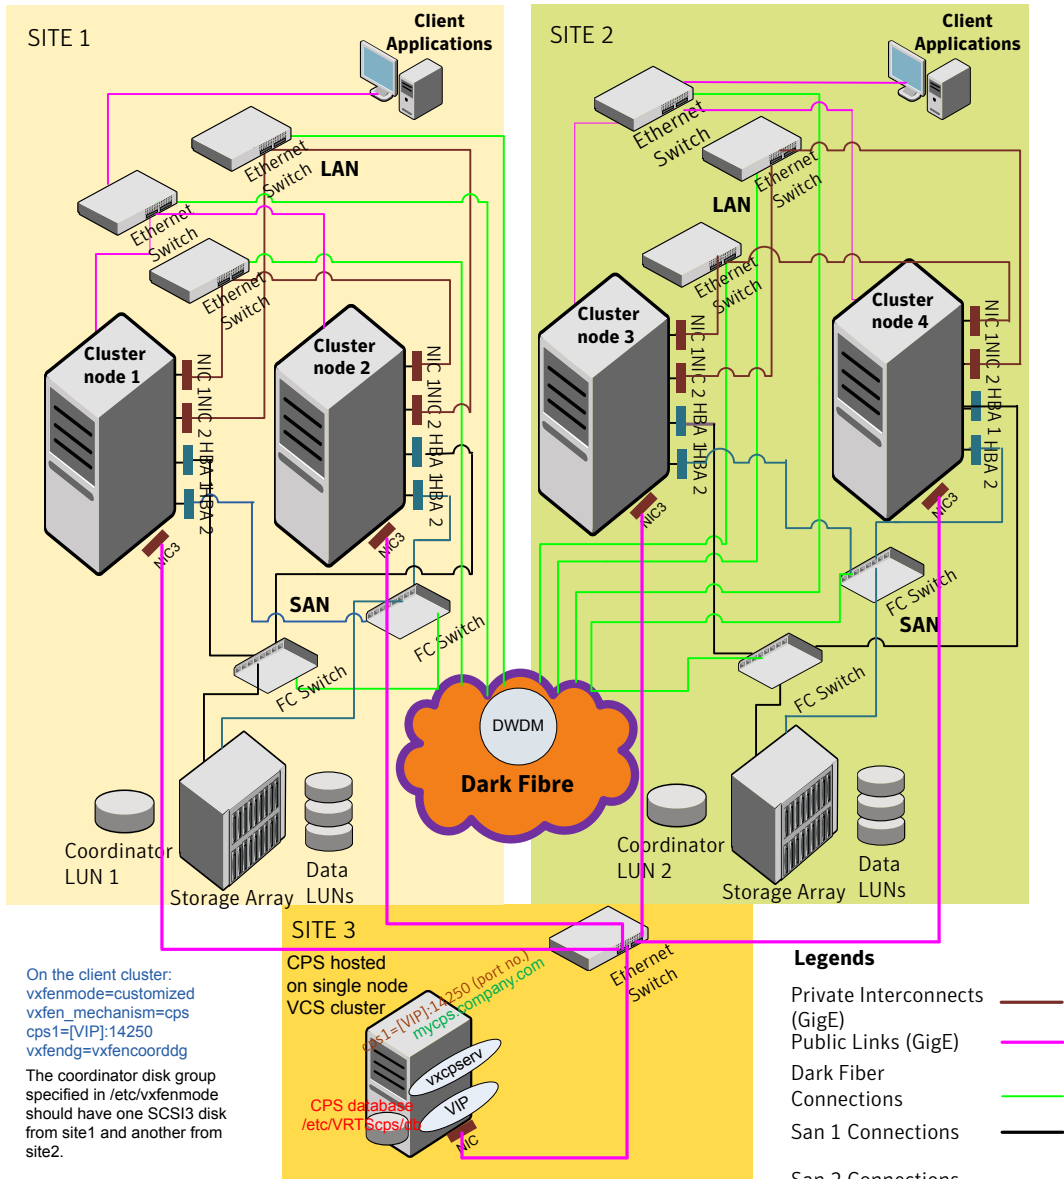 SITE 1
Client
Applications
Ethernet
Switch
LAN
Ethernet
Switch
Ethernet
Switch
Cluster
node 1
NIC 1
NIC 2
HBA 1
HBA 2
NIC3
Cluster
node 2
NIC 1
NIC 2
HBA 1
HBA 2
NIC3
SAN
FC Switch
FC Switch
Coordinator
LUN 1
Storage Array
Data
LUNs
SITE 2
Client
Applications
Ethernet
Switch
Ethernet
Switch
LAN
Ethernet
Switch
Cluster
node 3
NIC 1
NIC 2
HBA 1
HBA 2
NIC3
Cluster
node 4
NIC 1
NIC 2
HBA 1
HBA 2
NIC3
FC Switch
SAN
FC Switch
Coordinator
LUN 2
Storage Array
Data
LUNs
DWDM
Dark Fibre
SITE 3
CPS hosted
on single node
VCS cluster
Ethernet
Switch
cps1=[VIP]:14250 (port no.)
mycps.company.com
vxcpserv
VIP
CPS database
/etc/VRTScps/db
NIC
On the client cluster:
vxfenmode=customized
vxfen_mechanism=cps
cps1=[VIP]:14250
vxfendg=vxfencoorddg
The coordinator disk group
specified in /etc/vxfenmode
should have one SCSI3 disk
from site1 and another from
site2.
Legends
Private Interconnects
(GigE)
Public Links (GigE)
Dark Fiber
Connections
San 1 Connections
San 2 Connections